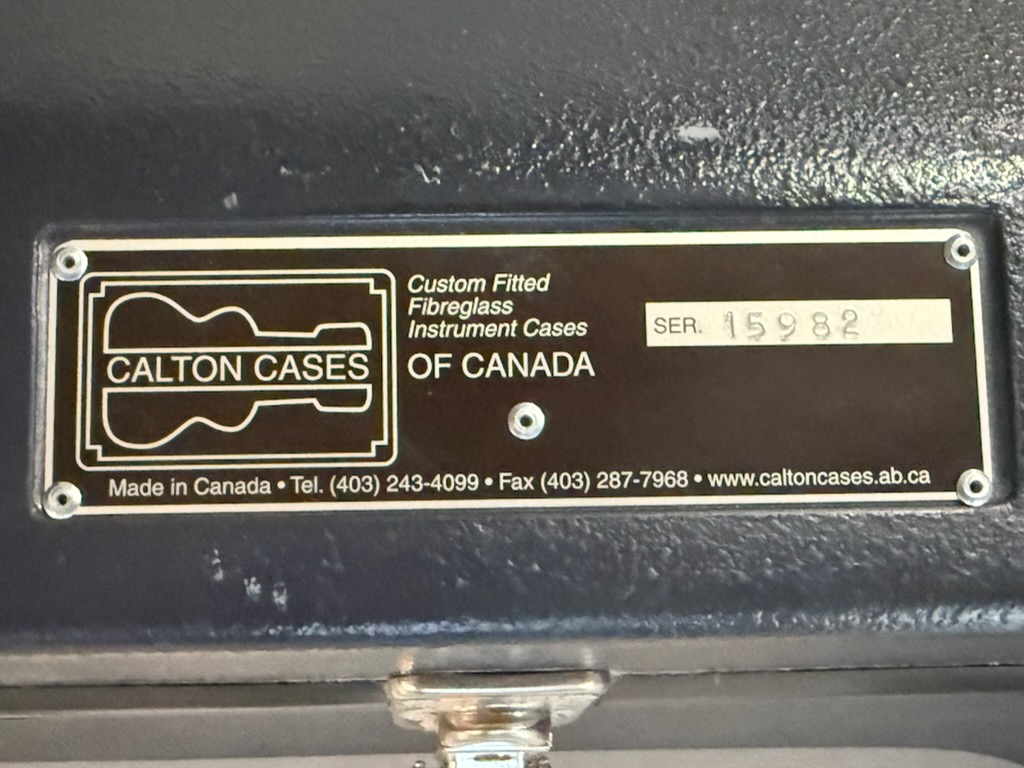 CALTON CASES
Custom Fitted
Fibreglass
Instrument Cases
OF CANADA
SER. 15982
Made in Canada • Tel. (403) 243-4099 • Fax (403) 287-7968 • www.caltoncases.ab.ca